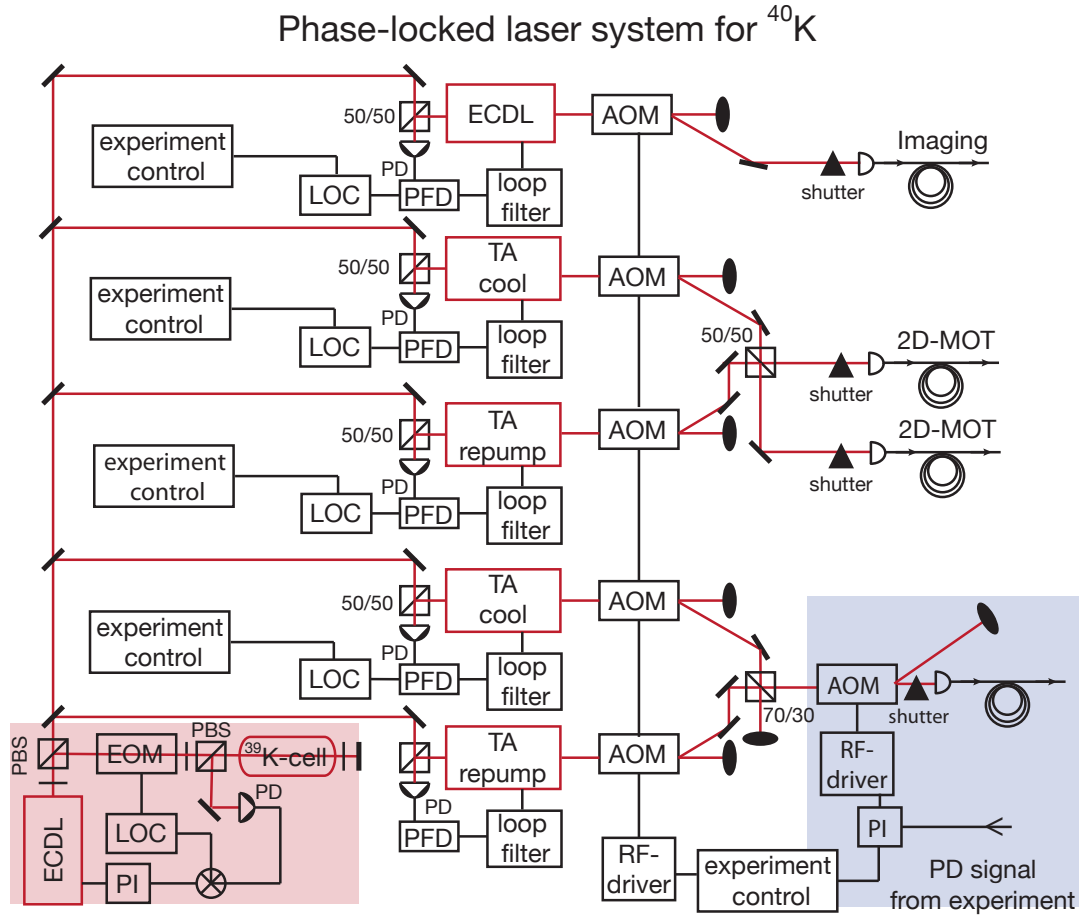 Phase-locked laser system for ⁴⁰K
50/50
ECDL
AOM
Imaging
experiment
control
PD
LOC
PFD
loop
filter
shutter
50/50
TA
cool
AOM
experiment
control
PD
LOC
PFD
loop
filter
50/50
2D-MOT
shutter
50/50
TA
repump
AOM
2D-MOT
experiment
control
PD
LOC
PFD
loop
filter
shutter
50/50
TA
cool
AOM
experiment
control
PD
LOC
PFD
loop
filter
70/30
AOM
shutter
PBS
EOM
PBS
³⁹K-cell
PD
TA
repump
AOM
RF-
driver
LOC
PD
PFD
loop
filter
ECDL
PI
RF-
driver
experiment
control
PI
PD signal
from experiment